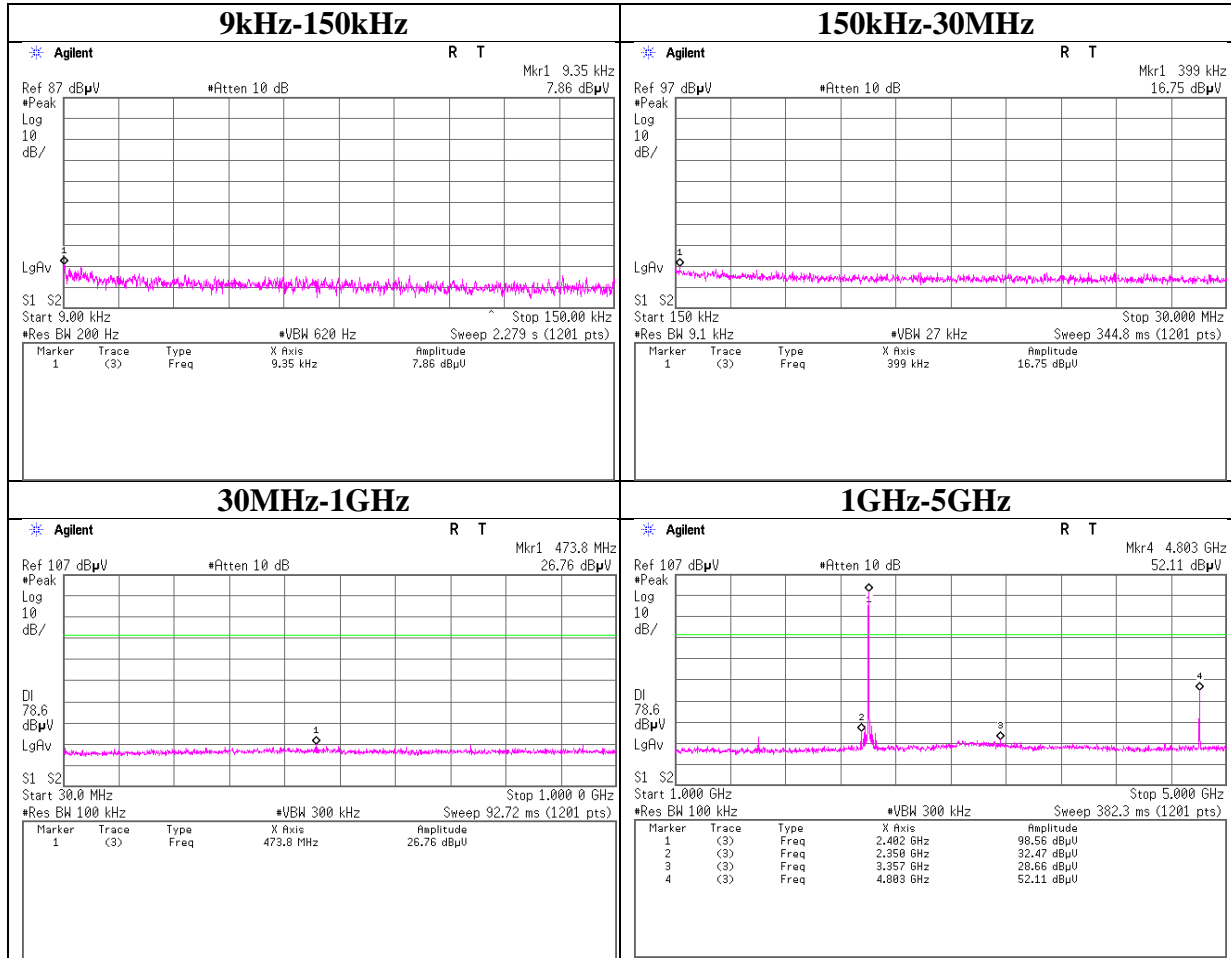 9kHz-150kHz
Agilent R T
Mkr1 9.35 kHz
Ref 87 dBµV #Atten 10 dB 7.86 dBµV
#Peak
Log
10
dB/
1
LgAv
S1 S2
Start 9.00 kHz ^ Stop 150.00 kHz
#Res BW 200 Hz #VBW 620 Hz Sweep 2.279 s (1201 pts)
Marker Trace Type X Axis Amplitude
1 (3) Freq 9.35 kHz 7.86 dBµV
150kHz-30MHz
Agilent R T
Mkr1 399 kHz
Ref 97 dBµV #Atten 10 dB 16.75 dBµV
#Peak
Log
10
dB/
1
LgAv
S1 S2
Start 150 kHz Stop 30.000 MHz
#Res BW 9.1 kHz #VBW 27 kHz Sweep 344.8 ms (1201 pts)
Marker Trace Type X Axis Amplitude
1 (3) Freq 399 kHz 16.75 dBµV
30MHz-1GHz
Agilent R T
Mkr1 473.8 MHz
Ref 107 dBµV #Atten 10 dB 26.76 dBµV
#Peak
Log
10
dB/
DI
78.6
dBµV
1
LgAv
S1 S2
Start 30.0 MHz Stop 1.000 0 GHz
#Res BW 100 kHz #VBW 300 kHz Sweep 92.72 ms (1201 pts)
Marker Trace Type X Axis Amplitude
1 (3) Freq 473.8 MHz 26.76 dBµV
1GHz-5GHz
Agilent R T
Mkr4 4.803 GHz
Ref 107 dBµV #Atten 10 dB 52.11 dBµV
#Peak
Log
1
10
dB/
4
DI
78.6
2
dBµV
3
LgAv
S1 S2
Start 1.000 GHz Stop 5.000 GHz
#Res BW 100 kHz #VBW 300 kHz Sweep 382.3 ms (1201 pts)
Marker Trace Type X Axis Amplitude
1 (3) Freq 2.402 GHz 98.56 dBµV
2 (3) Freq 2.350 GHz 32.47 dBµV
3 (3) Freq 3.357 GHz 28.66 dBµV
4 (3) Freq 4.803 GHz 52.11 dBµV